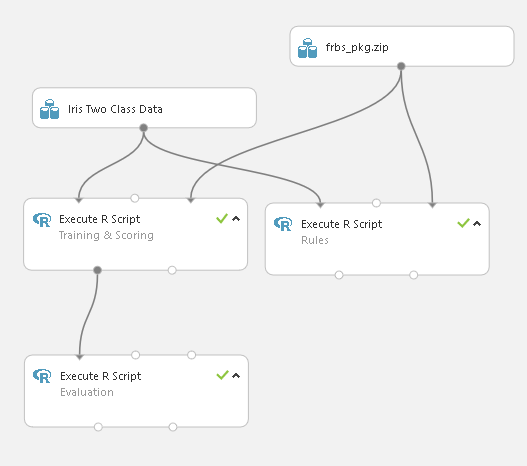 frbs_pkg.zip
Iris Two Class Data
Execute R Script
Training & Scoring
Execute R Script
Rules
Execute R Script
Evaluation